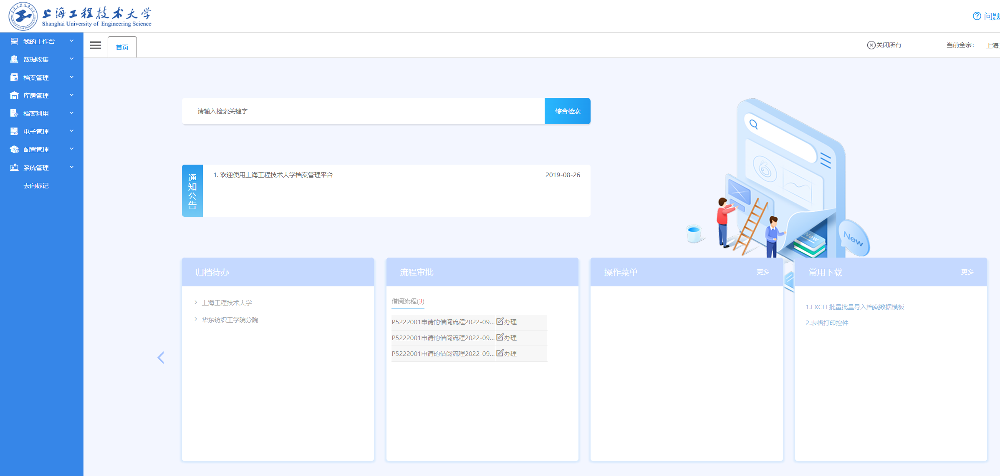 上海工程技术大学
Shanghai University of Engineering Science
问题
我的工作台
数据收集
档案管理
库房管理
档案利用
电子管理
配置管理
系统管理
去向标记
首页
关闭所有
当前全宗：
上海
请输入检索关键字
综合检索
通知公告
1. 欢迎使用上海工程技术大学档案管理平台
2019-08-26
New
New
归档待办
上海工程技术大学
华东纺织工学院分院
流程审批
借阅流程(3)
P5222001申请的借阅流程2022-09... 办理
P5222001申请的借阅流程2022-09... 办理
P5222001申请的借阅流程2022-09... 办理
操作菜单
更多
常用下载
更多
1.EXCEL批量批量导入档案数据模板
2.表格打印控件